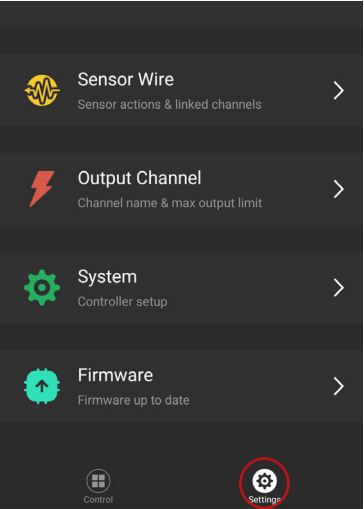 Sensor Wire
Sensor actions & linked channels
Output Channel
Channel name & max output limit
System
Controller setup
Firmware
Firmware up to date
Control
Settings